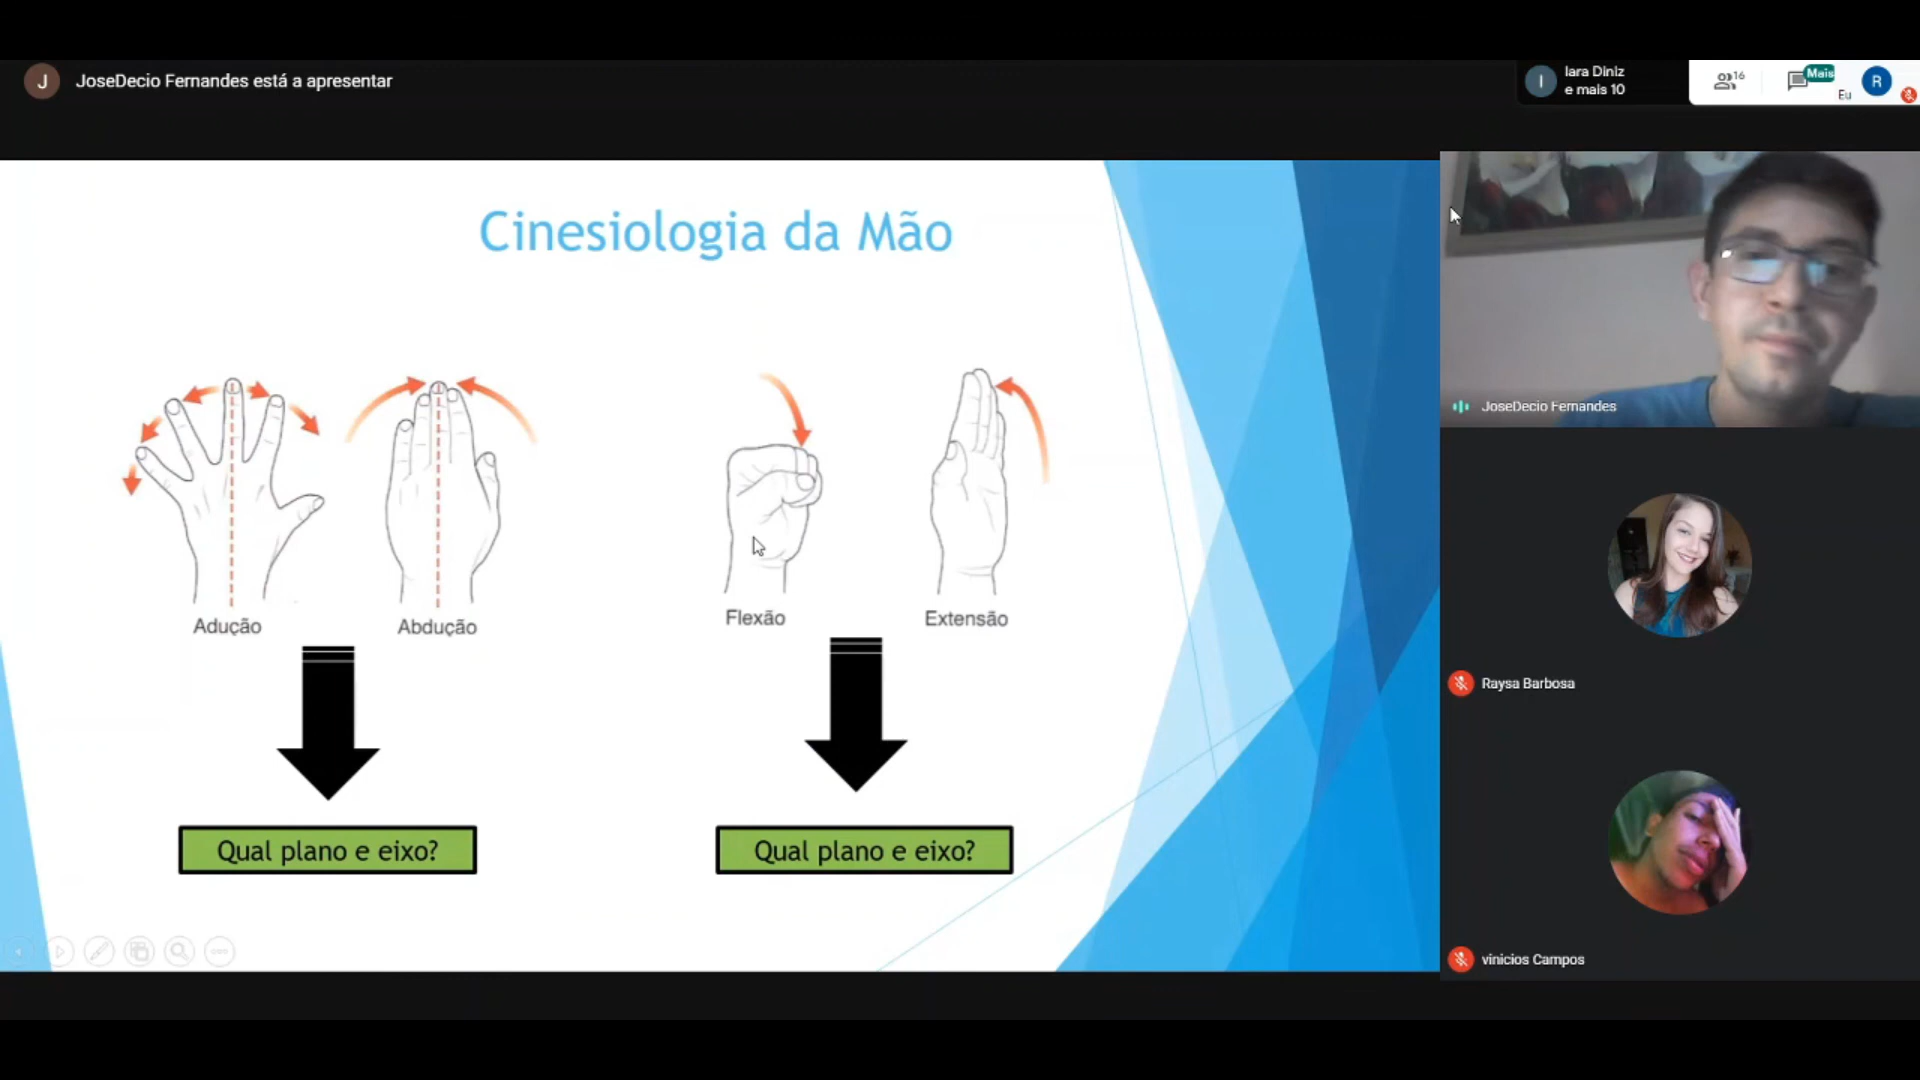 J
JoseDecio Fernandes está a apresentar
I
Iara Diniz
e mais 10
16
Mais
Eu
R
Cinesiologia da Mão
JoseDecio Fernandes
Adução
Abdução
Flexão
Extensão
Raysa Barbosa
Qual plano e eixo?
Qual plano e eixo?
vinicios Campos